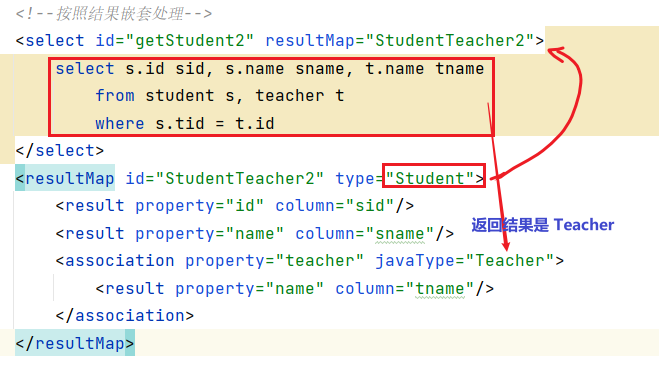 <!--按照结果嵌套处理-->
<select id="getStudent2" resultMap="StudentTeacher2">
select s.id sid, s.name sname, t.name tname
from student s, teacher t
where s.tid = t.id
</select>
<resultMap id="StudentTeacher2" type="Student">
<result property="id" column="sid"/>
<result property="name" column="sname"/>
返回结果是 Teacher
<association property="teacher" javaType="Teacher">
<result property="name" column="tname"/>
</association>
</resultMap>